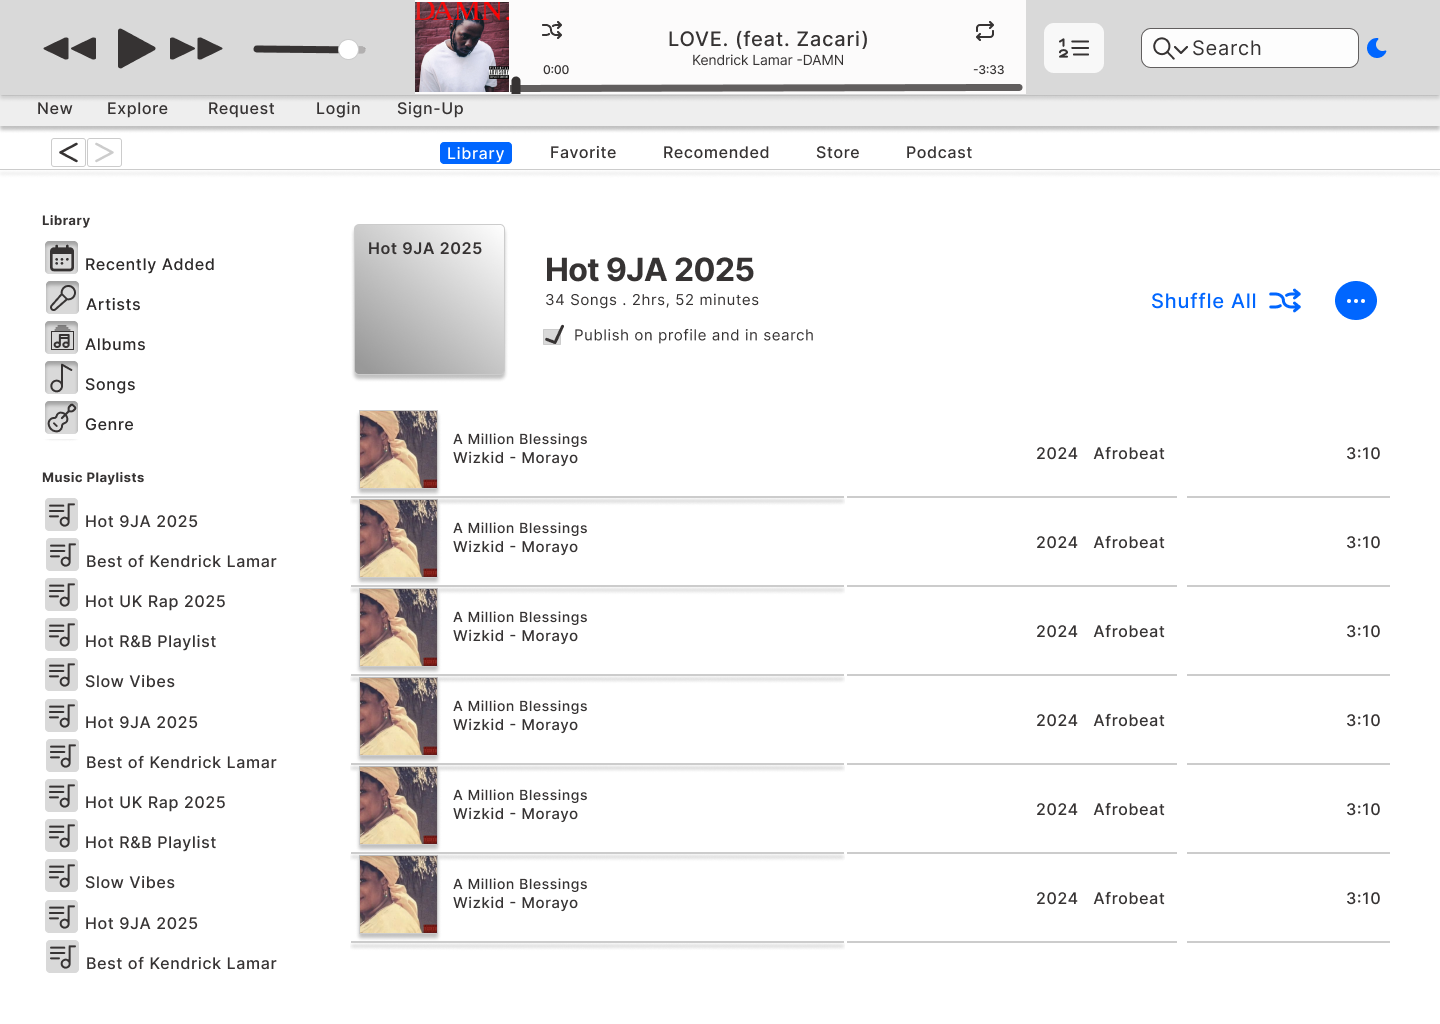 DAMN.
LOVE. (feat. Zacari)
Kendrick Lamar -DAMN
0:00
-3:33
1
2
Search
New
Explore
Request
Login
Sign-Up
<
>
Library
Favorite
Recomended
Store
Podcast
Library
Recently Added
Artists
Albums
Songs
Genre
Music Playlists
Hot 9JA 2025
Best of Kendrick Lamar
Hot UK Rap 2025
Hot R&B Playlist
Slow Vibes
Hot 9JA 2025
Best of Kendrick Lamar
Hot UK Rap 2025
Hot R&B Playlist
Slow Vibes
Hot 9JA 2025
Best of Kendrick Lamar
Hot 9JA 2025
Hot 9JA 2025
34 Songs . 2hrs, 52 minutes
Publish on profile and in search
Shuffle All
A Million Blessings
Wizkid - Morayo
2024 Afrobeat 3:10
A Million Blessings
Wizkid - Morayo
2024 Afrobeat 3:10
A Million Blessings
Wizkid - Morayo
2024 Afrobeat 3:10
A Million Blessings
Wizkid - Morayo
2024 Afrobeat 3:10
A Million Blessings
Wizkid - Morayo
2024 Afrobeat 3:10
A Million Blessings
Wizkid - Morayo
2024 Afrobeat 3:10